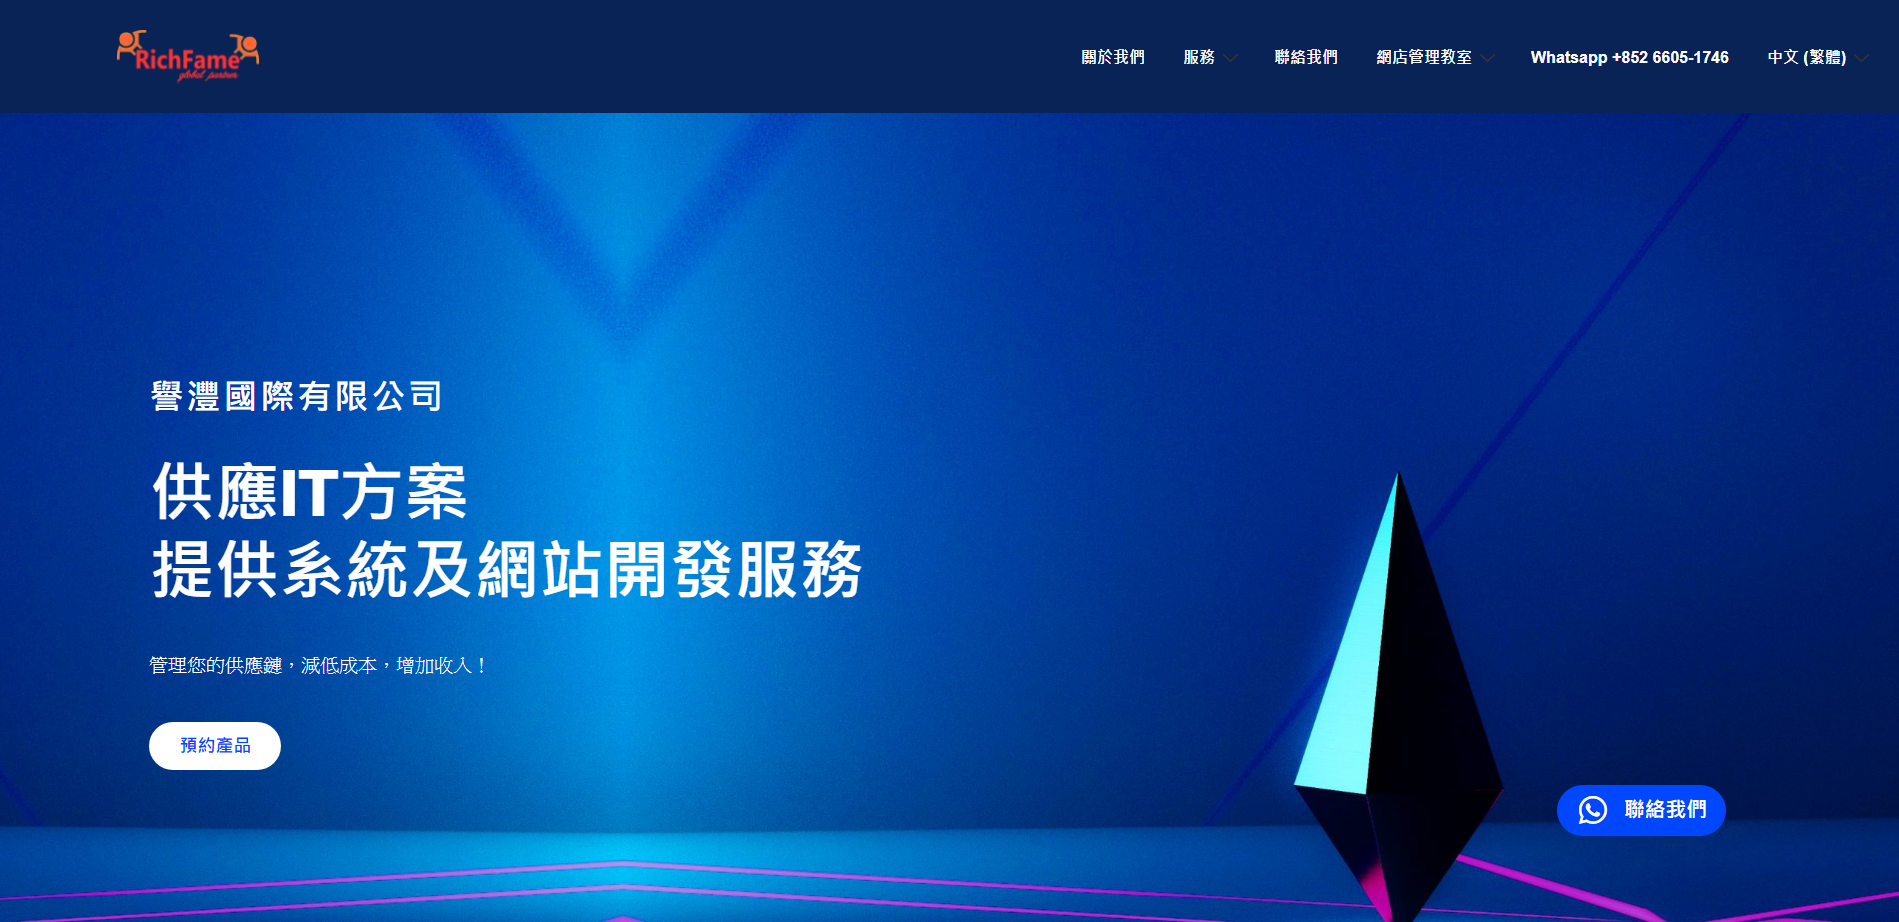 RichFame
global partner
關於我們
服務
聯絡我們
網店管理教室
Whatsapp +852 6605-1746
中文 (繁體)
譽灃國際有限公司
供應IT方案
提供系統及網站開發服務
管理您的供應鏈，減低成本，增加收入！
預約產品
聯絡我們